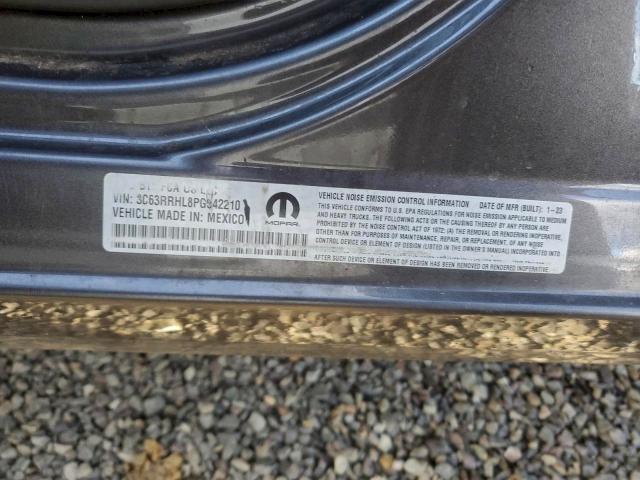 VIN: 3C63RRHL8PG542210
VEHICLE MADE IN: MEXICO
MOPAR
VEHICLE NOISE EMISSION CONTROL INFORMATION DATE OF MFR (BUILT): 1-23
THIS VEHICLE CONFORMS TO U.S. EPA REGULATIONS FOR NOISE EMISSION APPLICABLE TO MEDIUM
AND HEAVY TRUCKS. THE FOLLOWING ACTS OR THE CAUSING THEREOF BY ANY PERSON ARE
PROHIBITED BY THE NOISE CONTROL ACT OF 1972: (A) THE REMOVAL OR RENDERING INOPERATIVE,
OTHER THAN FOR PURPOSES OF MAINTENANCE, REPAIR, OR REPLACEMENT, OF ANY NOISE
CONTROL DEVICE OR ELEMENT OF DESIGN (LISTED IN THE OWNER'S MANUAL) INCORPORATED INTO
AFTER SUCH DEVICE OR ELEMENT OF DESIGN HAS BEEN REMOVED OR RENDERED INOPERATIVE.